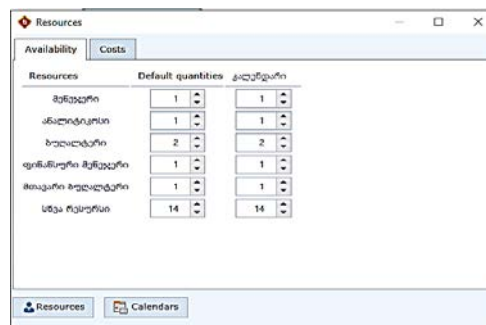 Resources
Availability Costs
Resources Default quantities კალენდარი
მენეჯერი 1 1
ანალიტიკოსი 1 1
ბუღალტერი 2 2
ფინანსური მენეჯერი 1 1
მთავარი ბუღალტერი 1 1
სხვა რესურსი 14 14
Resources Calendars